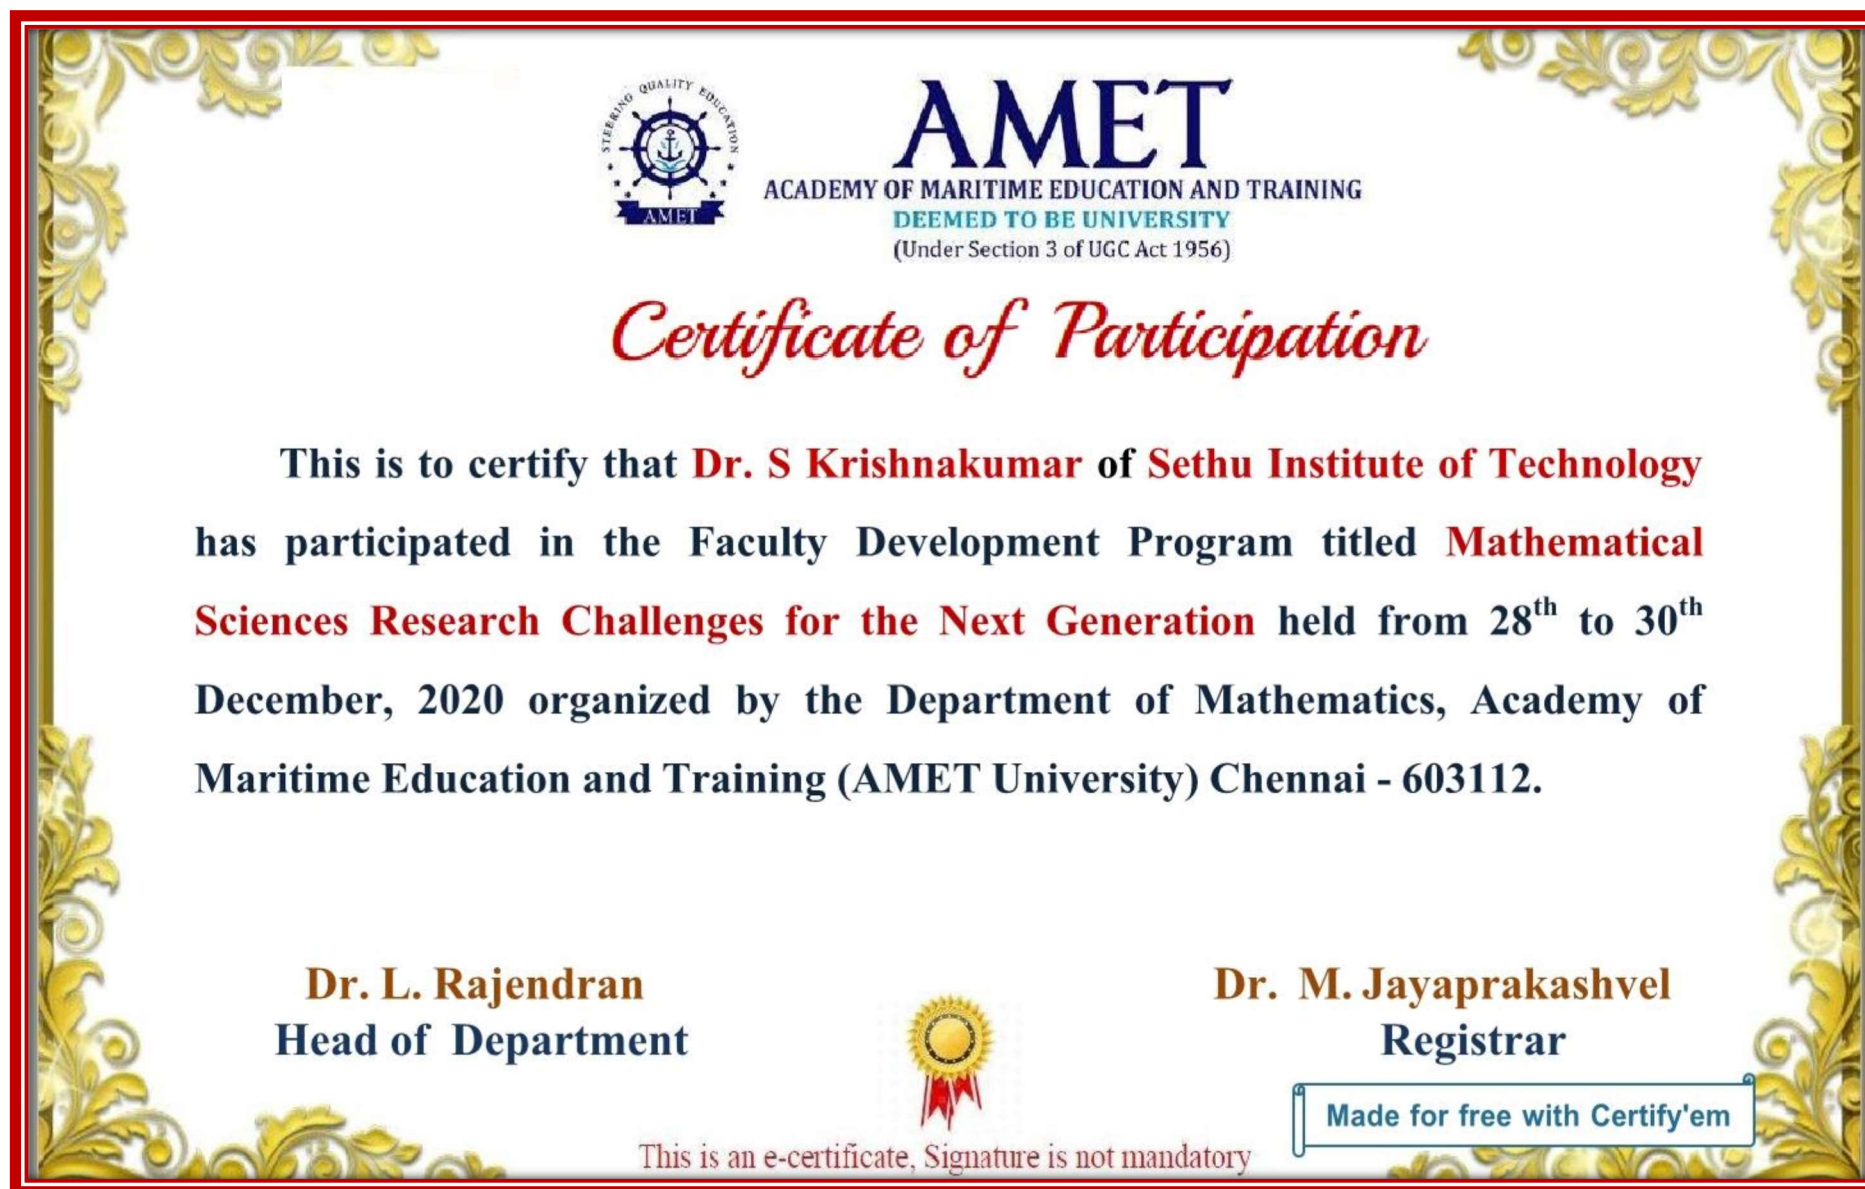 STEERING QUALITY EDUCATION
AMET
AMET
ACADEMY OF MARITIME EDUCATION AND TRAINING
DEEMED TO BE UNIVERSITY
(Under Section 3 of UGC Act 1956)
Certificate of Participation
This is to certify that Dr. S Krishnakumar of Sethu Institute of Technology
has participated in the Faculty Development Program titled Mathematical
Sciences Research Challenges for the Next Generation held from 28th to 30th
December, 2020 organized by the Department of Mathematics, Academy of
Maritime Education and Training (AMET University) Chennai - 603112.
Dr. L. Rajendran
Head of Department
Dr. M. Jayaprakashvel
Registrar
Made for free with Certify'em
This is an e-certificate, Signature is not mandatory